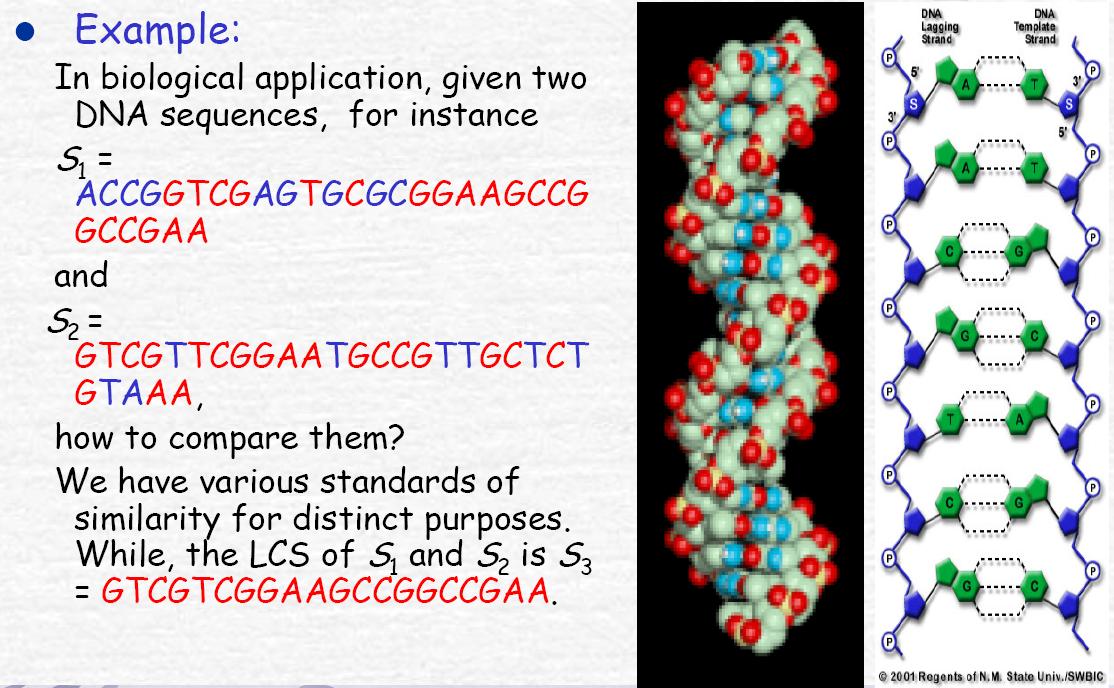 • Example:
In biological application, given two
DNA sequences, for instance
S1 =
ACCGGTCGAGTGCGCGGAAGCCG
GCCGAA
and
S2 =
GTCGTTCGGAATGCCGTTGCTCT
GTAAA,
how to compare them?
We have various standards of
similarity for distinct purposes.
While, the LCS of S1 and S2 is S3
= GTCGTCGGAAGCCGGCCGAA.
DNA
Lagging
Strand
DNA
Template
Strand
P
P
5'
3'
A T
S S
3'
5'
P
P
A T
P
P
C G
P
P
G C
P
P
T A
P
P
C G
P
P
G C
P
© 2001 Regents of N.M. State Univ./SWBIC